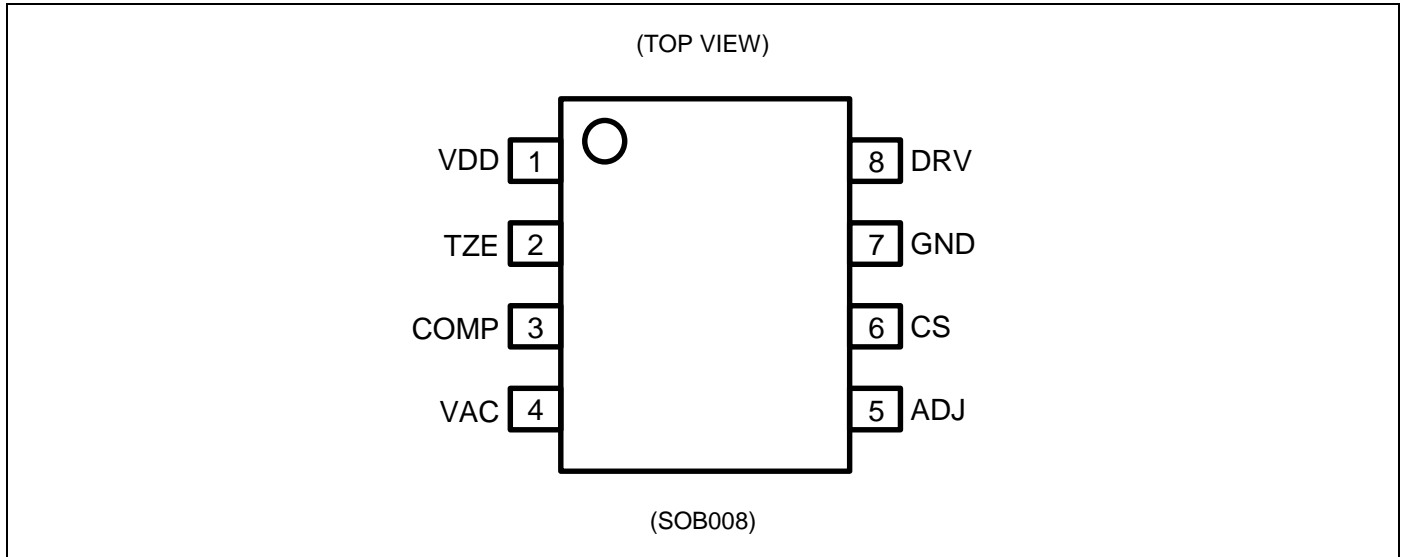 (TOP VIEW)
VDD 1 8 DRV
TZE 2 7 GND
COMP 3 6 CS
VAC 4 5 ADJ
(SOB008)